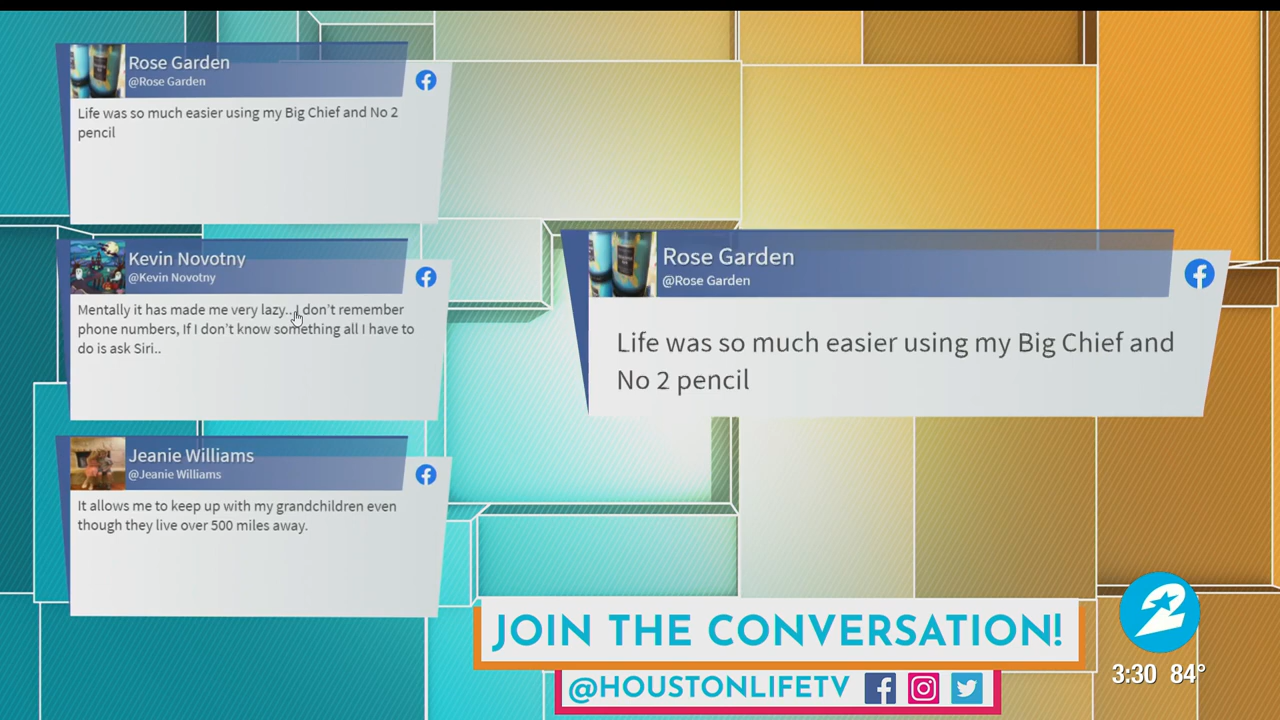 Rose Garden
@Rose Garden
Life was so much easier using my Big Chief and No 2
pencil
Kevin Novotny
@Kevin Novotny
Mentally it has made me very lazy...I don't remember
phone numbers, If I don't know something all I have to
do is ask Siri..
Jeanie Williams
@Jeanie Williams
It allows me to keep up with my grandchildren even
though they live over 500 miles away.
Rose Garden
@Rose Garden
Life was so much easier using my Big Chief and
No 2 pencil
JOIN THE CONVERSATION!
@HOUSTONLIFETV
2
3:30 84°